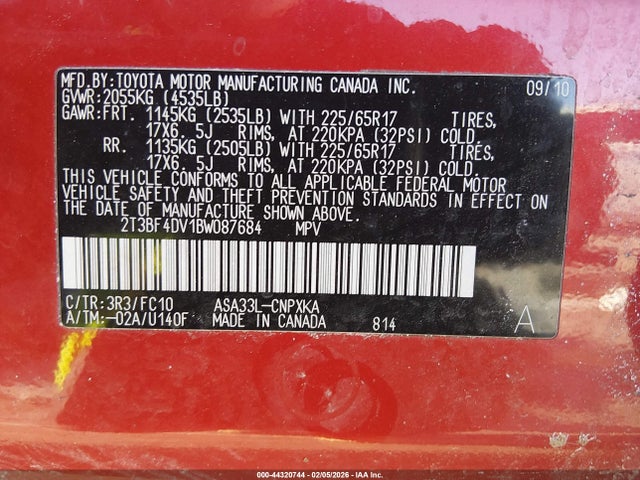 MFD.BY:TOYOTA MOTOR MANUFACTURING CANADA INC. 09/10
GVWR:2055KG (4535LB)
GAWR:FRT. 1145KG (2535LB) WITH 225/65R17 TIRES,
17X6. 5J RIMS, AT 220KPA (32PSI) COLD.
RR. 1135KG (2505LB) WITH 225/65R17 TIRES,
17X6. 5J RIMS, AT 220KPA (32PSI) COLD.
THIS VEHICLE CONFORMS TO ALL APPLICABLE FEDERAL MOTOR
VEHICLE SAFETY AND THEFT PREVENTION STANDARDS IN EFFECT ON
THE DATE OF MANUFACTURE SHOWN ABOVE.
2T3BF4DV1BW087684 MPV
C/TR:3R3/FC10 ASA33L-CNPXKA
A/TM:-02A/U140F MADE IN CANADA 814 A
000-44320744 - 02/05/2026 - IAA Inc.